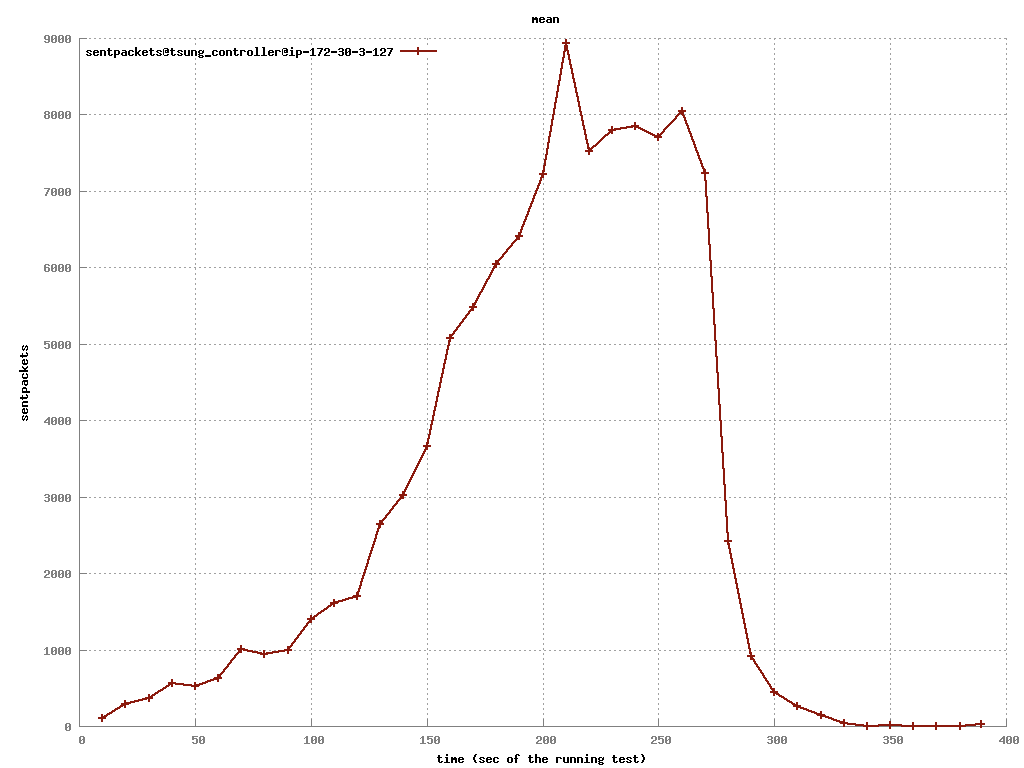 mean
9000
sentpackets@tsung_controller@ip-172-30-3-127
8000
7000
6000
5000
sentpackets
4000
3000
2000
1000
0
0 50 100 150 200 250 300 350 400
time (sec of the running test)